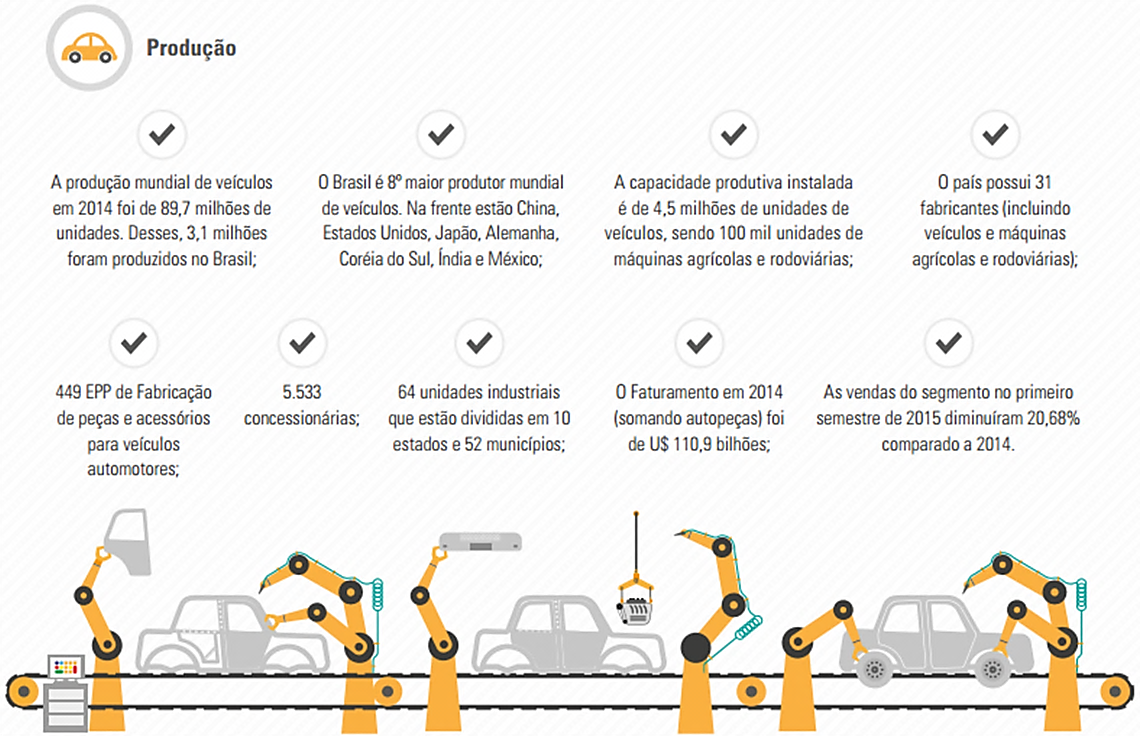 Produção
A produção mundial de veículos
em 2014 foi de 89,7 milhões de
unidades. Desses, 3,1 milhões
foram produzidos no Brasil;
O Brasil é 8º maior produtor mundial
de veículos. Na frente estão China,
Estados Unidos, Japão, Alemanha,
Coréia do Sul, Índia e México;
A capacidade produtiva instalada
é de 4,5 milhões de unidades de
veículos, sendo 100 mil unidades de
máquinas agrícolas e rodoviárias;
O país possui 31
fabricantes (incluindo
veículos e máquinas
agrícolas e rodoviárias);
449 EPP de Fabricação
de peças e acessórios
para veículos
automotores;
5.533
concessionárias;
64 unidades industriais
que estão divididas em 10
estados e 52 municípios;
O Faturamento em 2014
(somando autopeças) foi
de U$ 110,9 bilhões;
As vendas do segmento no primeiro
semestre de 2015 diminuíram 20,68%
comparado a 2014.